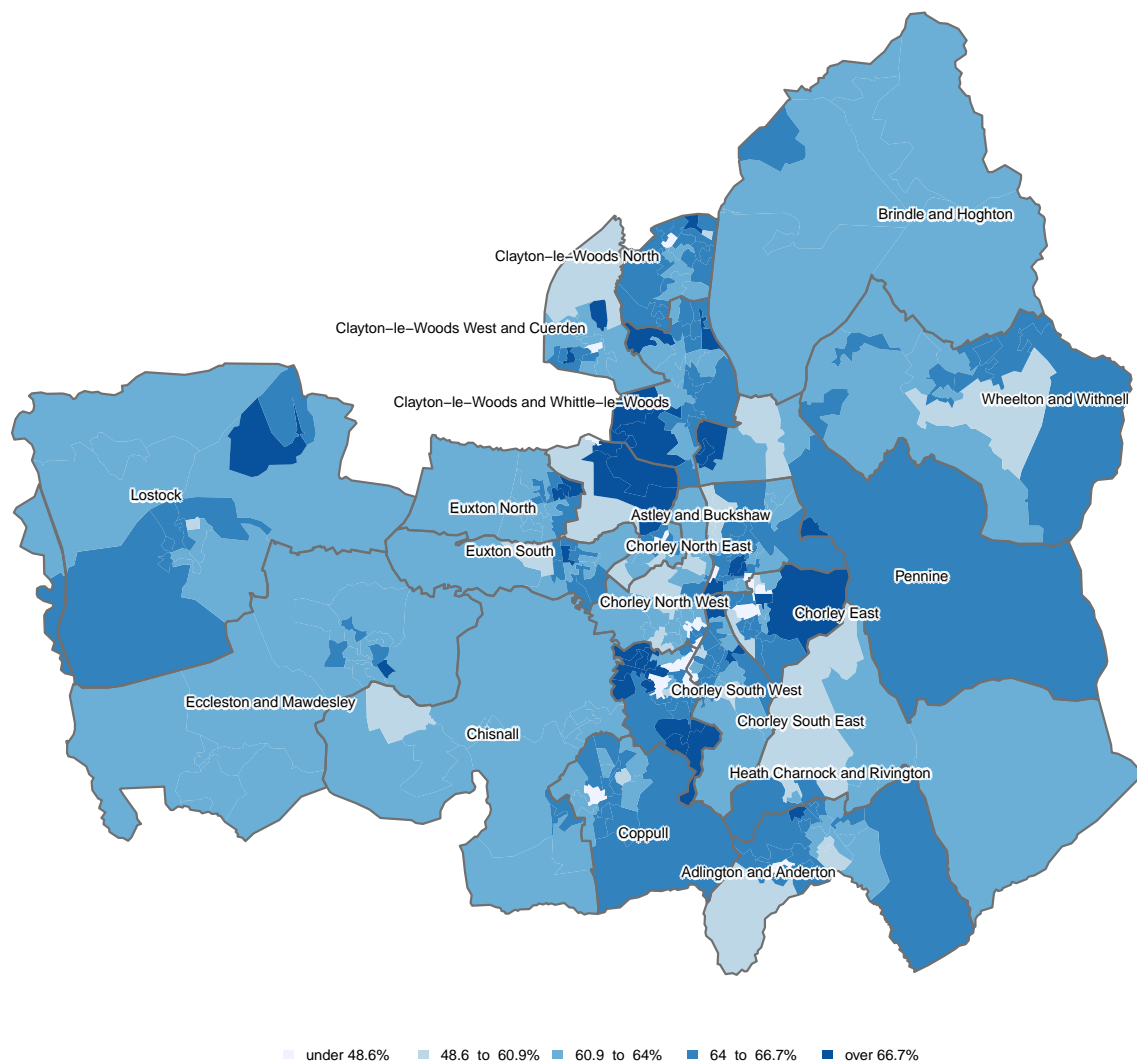 Brindle and Hoghton
Clayton−le−Woods North
Clayton−le−Woods West and Cuerden
Wheelton and Withnell
Clayton−le−Woods and Whittle−le−Woods
Lostock
Euxton North
Astley and Buckshaw
Chorley North East
Euxton South
Pennine
Chorley North West
Chorley East
Chorley South West
Eccleston and Mawdesley
Chorley South East
Chisnall
Heath Charnock and Rivington
Coppull
Adlington and Anderton
under 48.6% 48.6 to 60.9% 60.9 to 64% 64 to 66.7% over 66.7%